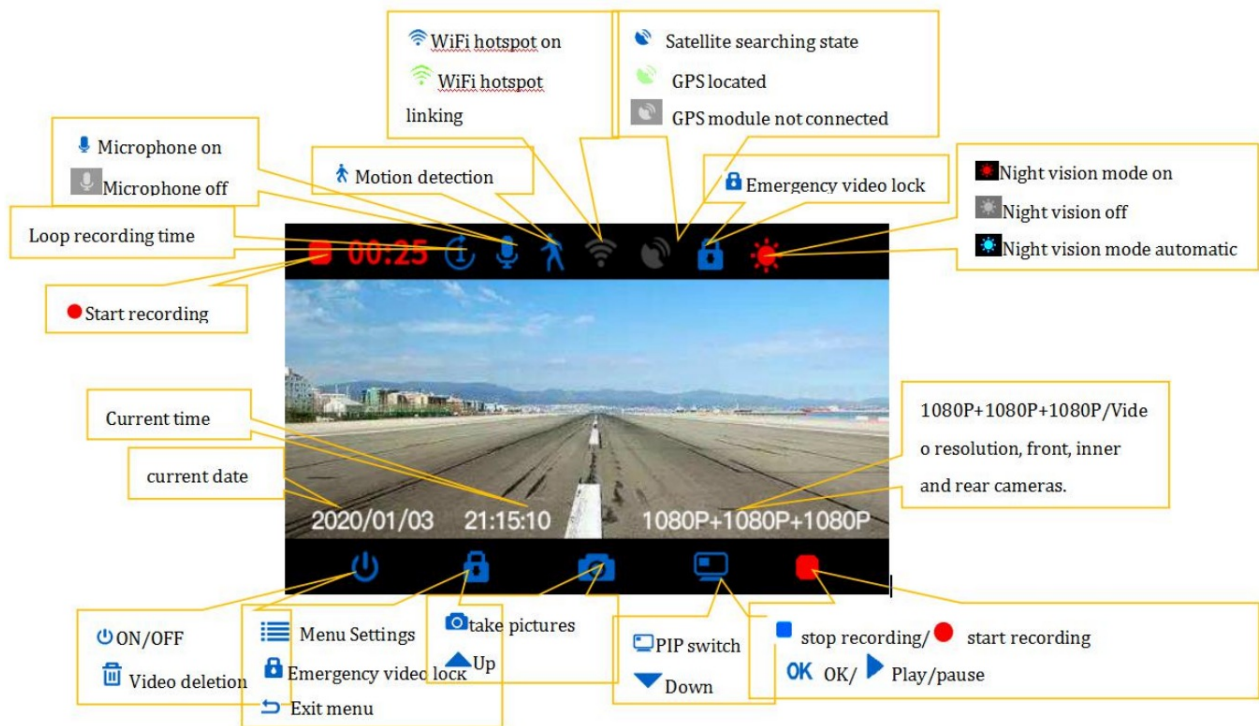 WiFi hotspot on
WiFi hotspot
linking
Satellite searching state
GPS located
GPS module not connected
Microphone on
Microphone off
Motion detection
Emergency video lock
Night vision mode on
Night vision off
Night vision mode automatic
Loop recording time
00:25
1
Start recording
Current time
current date
1080P+1080P+1080P/Vide
o resolution, front, inner
and rear cameras.
2020/01/03 21:15:10 1080P+1080P+1080P
ON/OFF
Video deletion
Menu Settings
Emergency video lock
Exit menu
take pictures
Up
PIP switch
Down
stop recording/ start recording
OK OK/ Play/pause